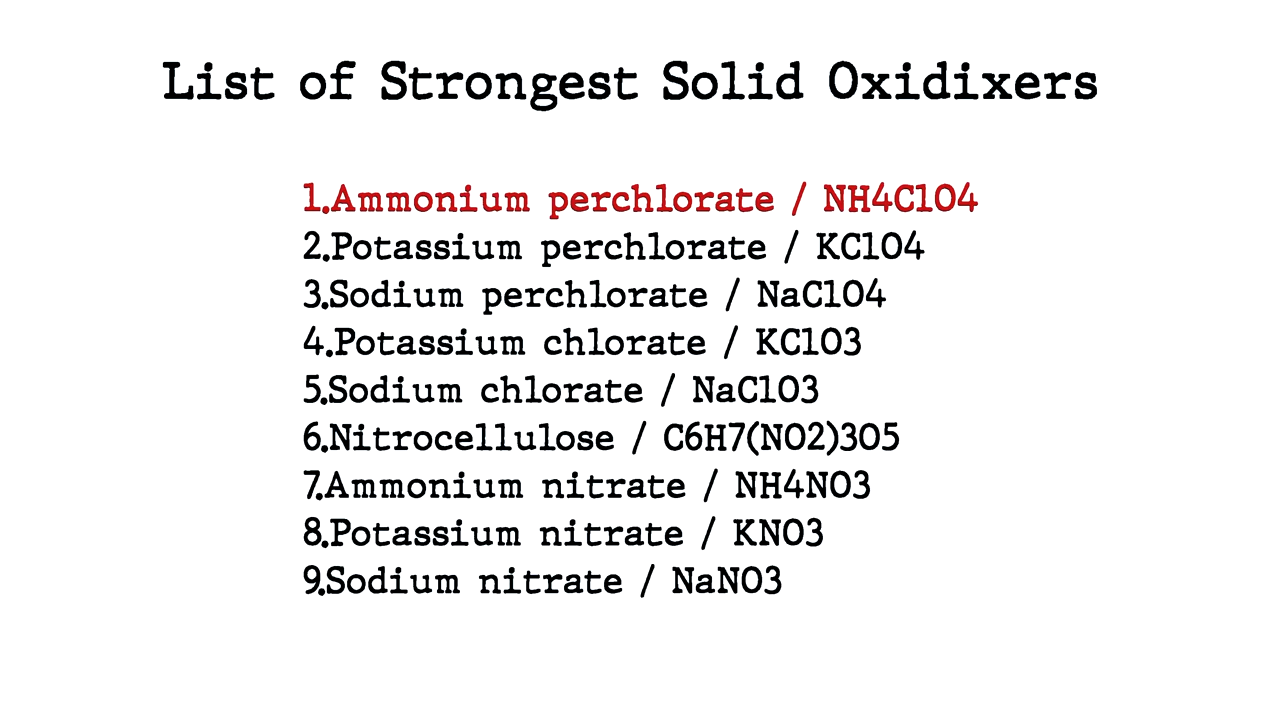 List of Strongest Solid Oxidixers
1.Ammonium perchlorate / NH4ClO4
2.Potassium perchlorate / KClO4
3.Sodium perchlorate / NaClO4
4.Potassium chlorate / KClO3
5.Sodium chlorate / NaClO3
6.Nitrocellulose / C6H7(NO2)3O5
7.Ammonium nitrate / NH4NO3
8.Potassium nitrate / KNO3
9.Sodium nitrate / NaNO3